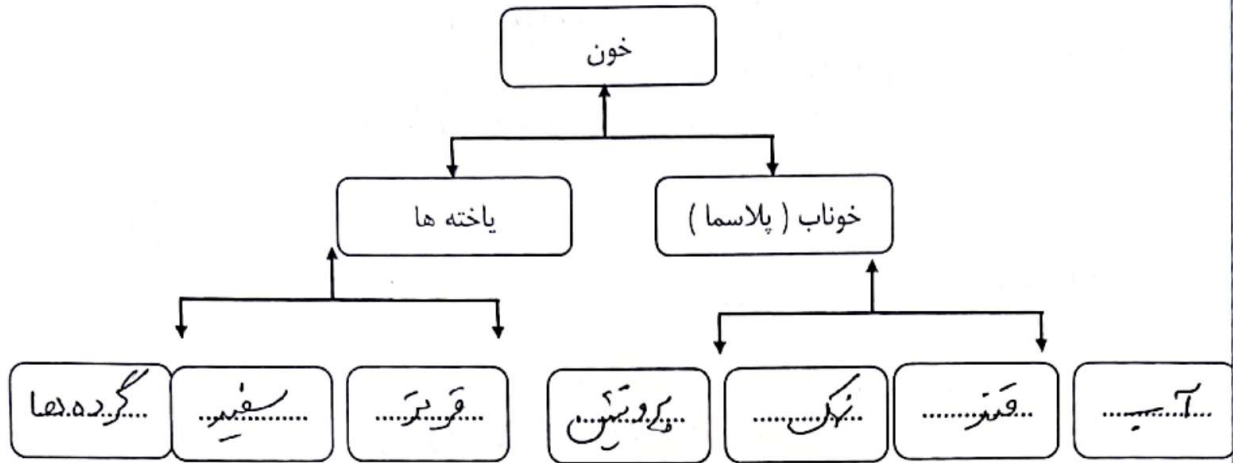 خون
خوناب ( پلاسما )
یاخته ها
آب
قند
نمک
پروتئین
قرمز
سفید
گرده‌ها